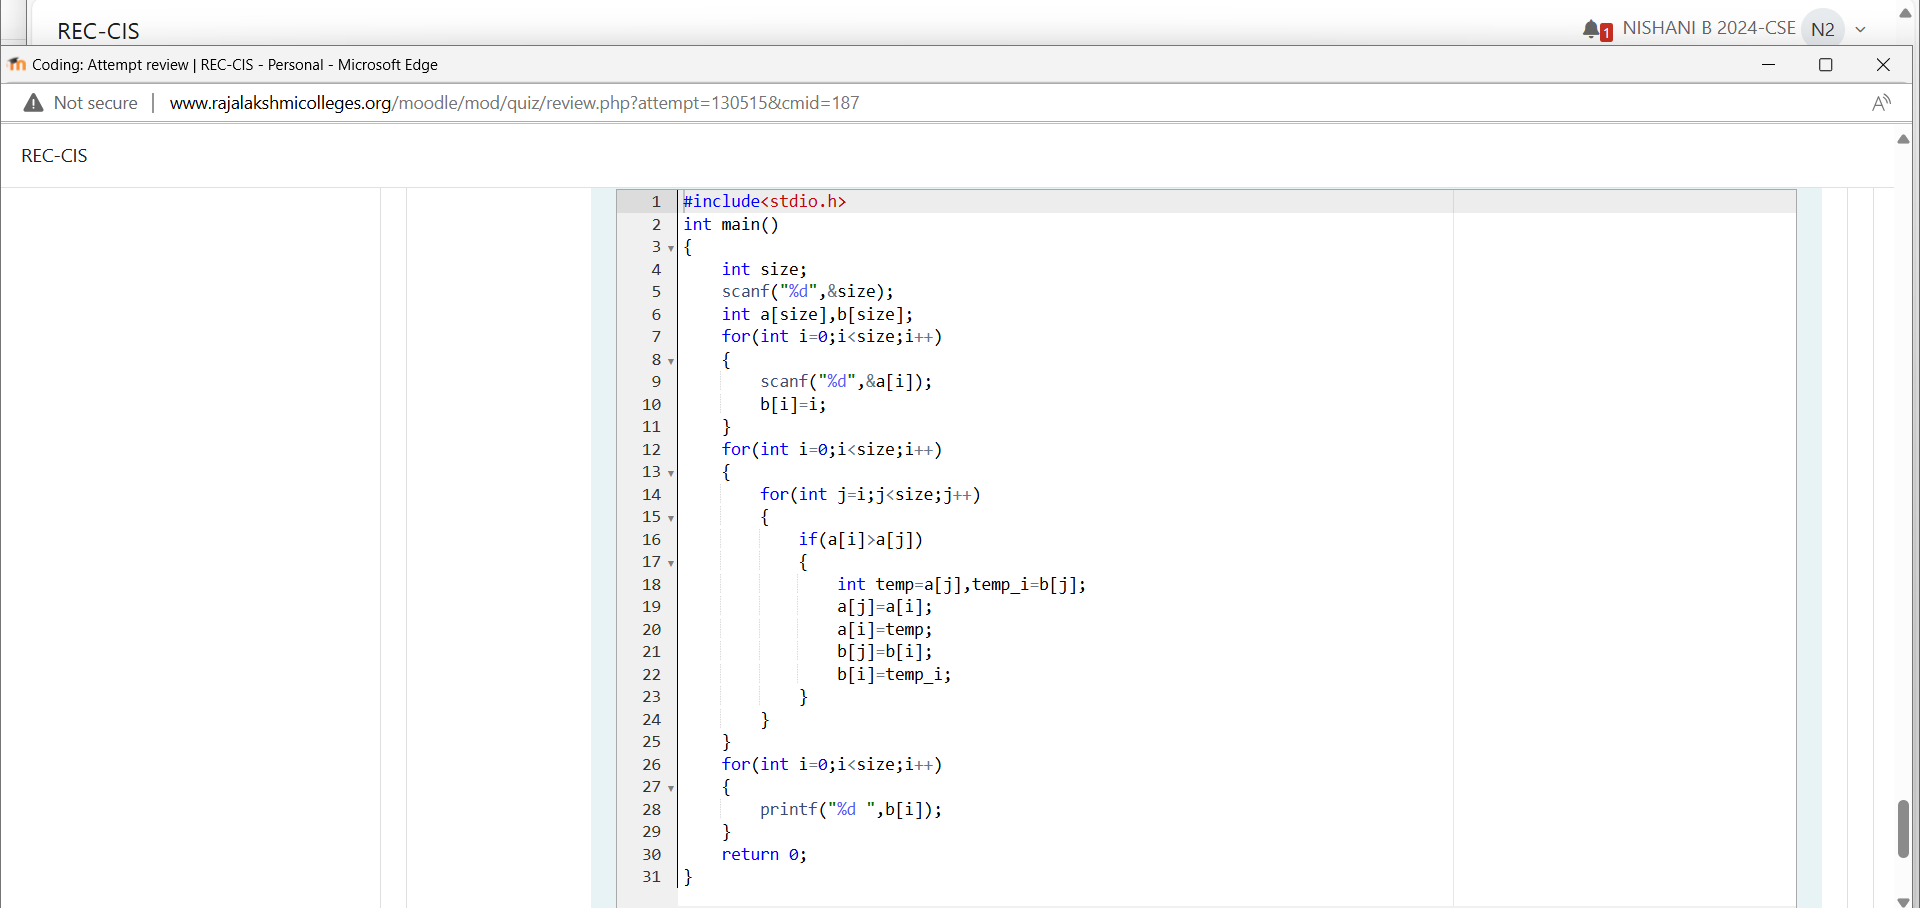 REC-CIS
1
NISHANI B 2024-CSE
N2
Coding: Attempt review | REC-CIS - Personal - Microsoft Edge
Not secure
www.rajalakshmicolleges.org/moodle/mod/quiz/review.php?attempt=130515&cmid=187
REC-CIS
1 #include<stdio.h>
2 int main()
3 {
4     int size;
5     scanf("%d",&size);
6     int a[size],b[size];
7     for(int i=0;i<size;i++)
8     {
9         scanf("%d",&a[i]);
10         b[i]=i;
11     }
12     for(int i=0;i<size;i++)
13     {
14         for(int j=i;j<size;j++)
15         {
16             if(a[i]>a[j])
17             {
18                 int temp=a[j],temp_i=b[j];
19                 a[j]=a[i];
20                 a[i]=temp;
21                 b[j]=b[i];
22                 b[i]=temp_i;
23             }
24         }
25     }
26     for(int i=0;i<size;i++)
27     {
28         printf("%d ",b[i]);
29     }
30     return 0;
31 }